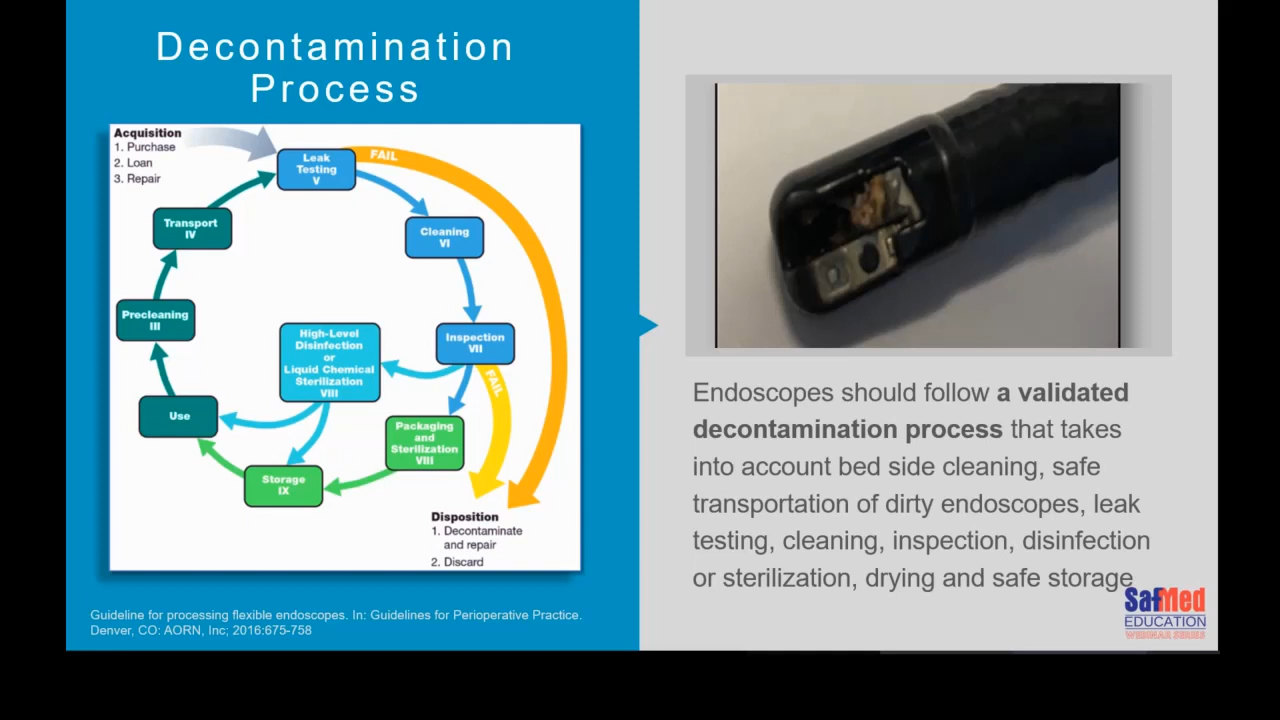 Decontamination
Process
Acquisition
1. Purchase
2. Loan
3. Repair
Leak
Testing
V
FAIL
Transport
IV
Cleaning
VI
Precleaning
III
High-Level
Disinfection
or
Liquid Chemical
Sterilization
VIII
Inspection
VII
FAIL
Use
Packaging
and
Sterilization
VIII
Storage
IX
Disposition
1. Decontaminate
and repair
2. Discard
Guideline for processing flexible endoscopes. In: Guidelines for Perioperative Practice.
Denver, CO: AORN, Inc; 2016:675-758
Endoscopes should follow a validated
decontamination process that takes
into account bed side cleaning, safe
transportation of dirty endoscopes, leak
testing, cleaning, inspection, disinfection
or sterilization, drying and safe storage
SafMed
EDUCATION
WEBINAR SERIES